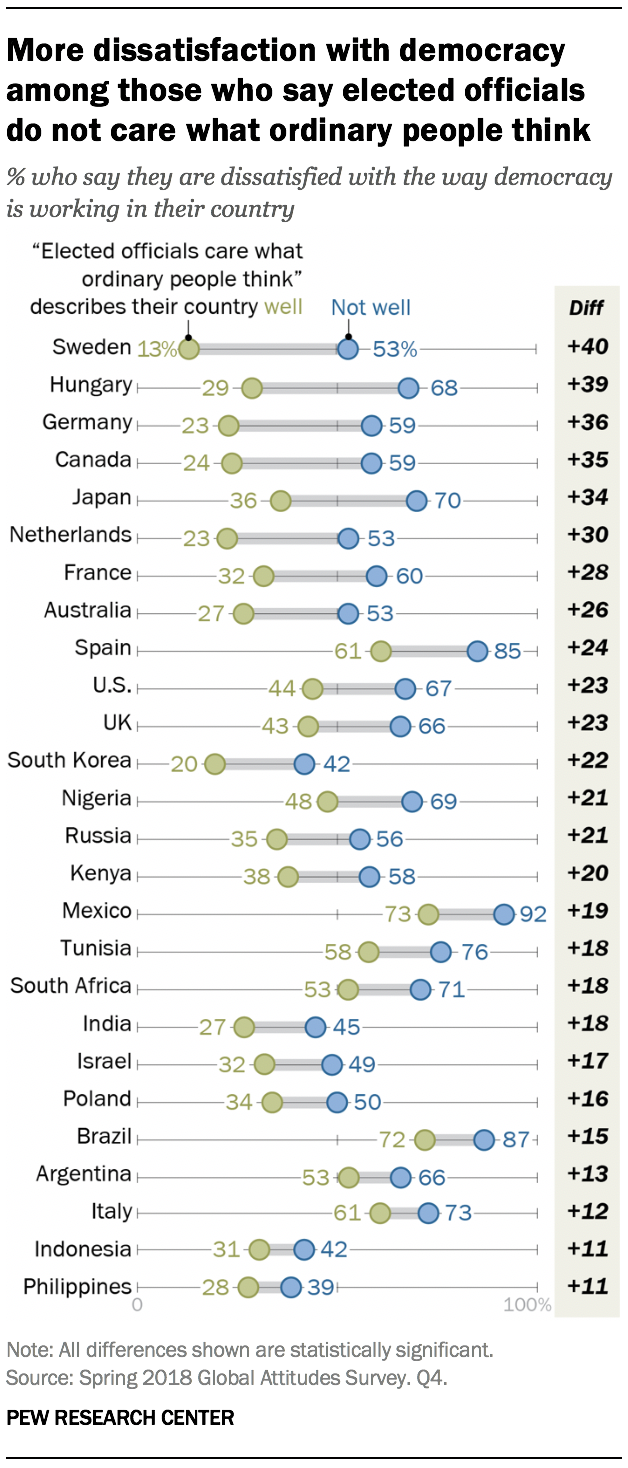 More dissatisfaction with democracy
among those who say elected officials
do not care what ordinary people think
% who say they are dissatisfied with the way democracy
is working in their country
“Elected officials care what
ordinary people think”
describes their country well Not well Diff
Sweden 13% 53% +40
Hungary 29 68 +39
Germany 23 59 +36
Canada 24 59 +35
Japan 36 70 +34
Netherlands 23 53 +30
France 32 60 +28
Australia 27 53 +26
Spain 61 85 +24
U.S. 44 67 +23
UK 43 66 +23
South Korea 20 42 +22
Nigeria 48 69 +21
Russia 35 56 +21
Kenya 38 58 +20
Mexico 73 92 +19
Tunisia 58 76 +18
South Africa 53 71 +18
India 27 45 +18
Israel 32 49 +17
Poland 34 50 +16
Brazil 72 87 +15
Argentina 53 66 +13
Italy 61 73 +12
Indonesia 31 42 +11
Philippines 28 39 +11
0 100%
Note: All differences shown are statistically significant.
Source: Spring 2018 Global Attitudes Survey. Q4.
PEW RESEARCH CENTER